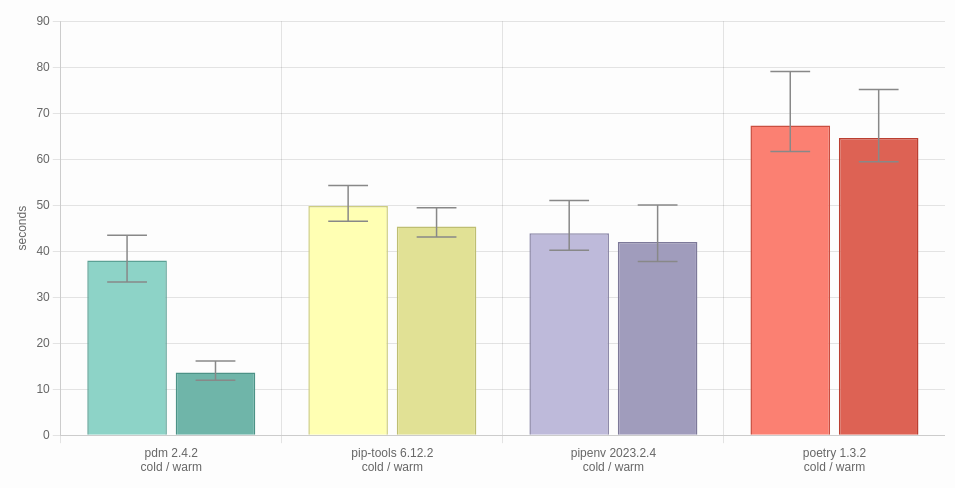 90
80
70
60
50
40
30
20
10
0
seconds
pdm 2.4.2
cold / warm
pip-tools 6.12.2
cold / warm
pipenv 2023.2.4
cold / warm
poetry 1.3.2
cold / warm